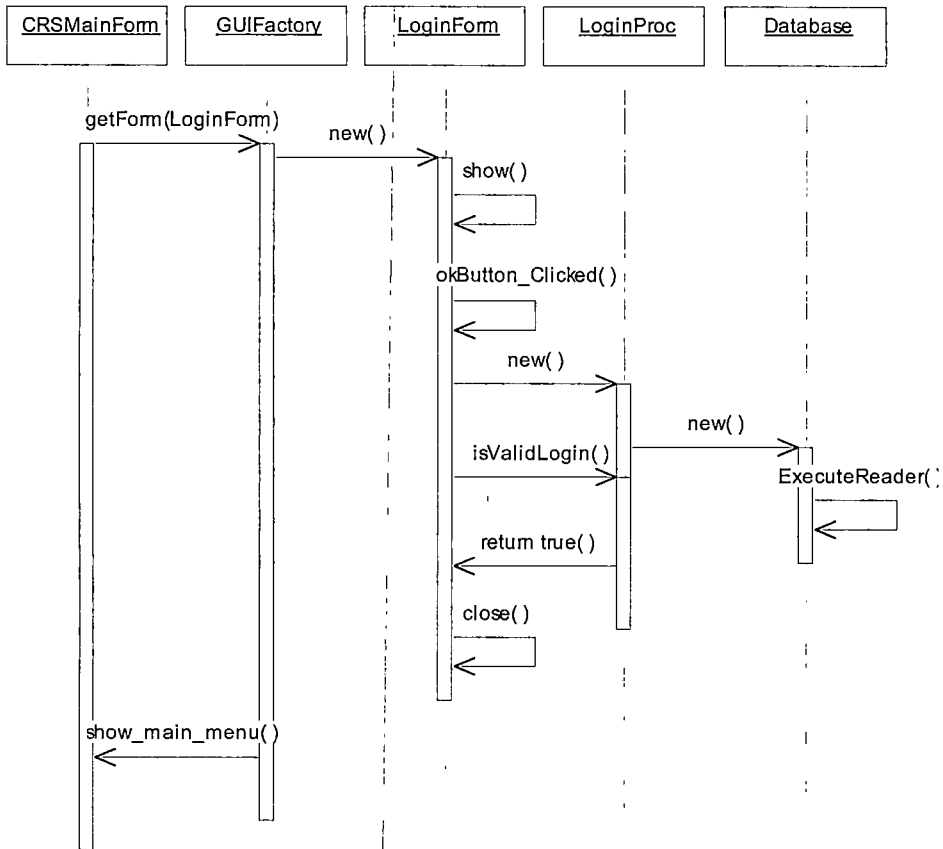 CRSMainForm
GUIFactory
LoginForm
LoginProc
Database
getForm(LoginForm)
new()
show()
okButton_Clicked()
new()
new()
isValidLogin()
ExecuteReader()
return true()
close()
show_main_menu()